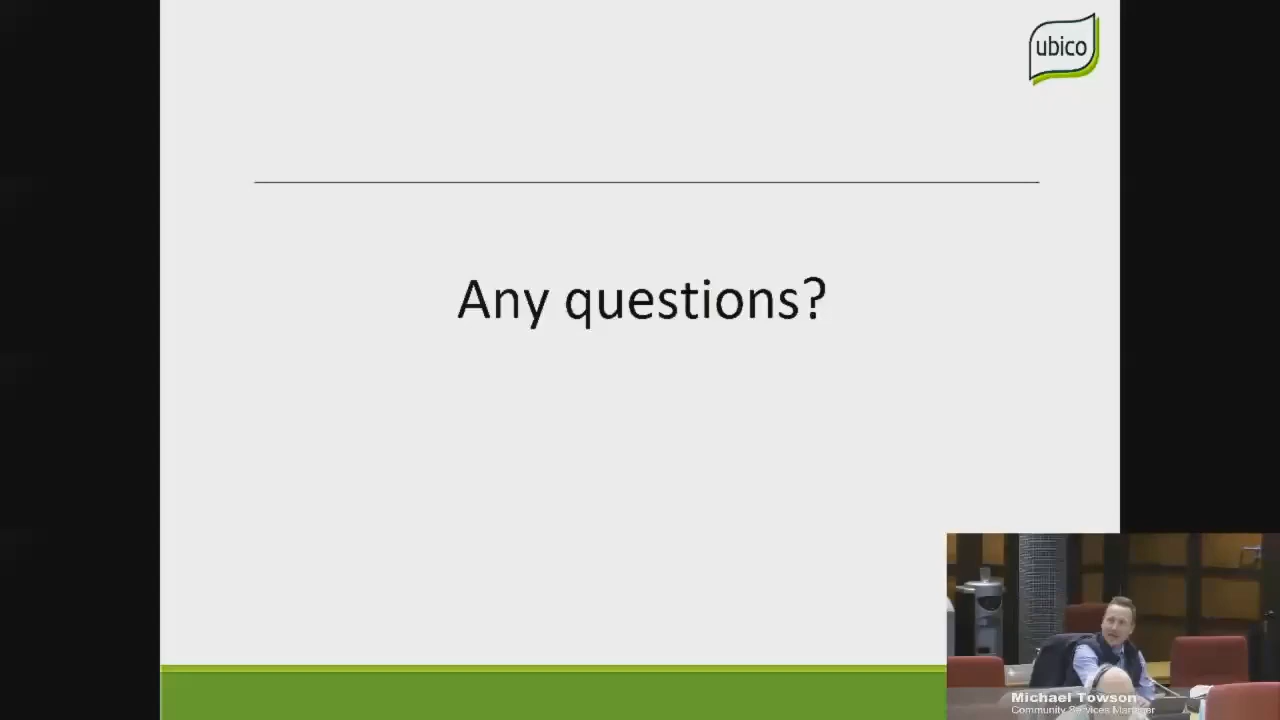 ubico
Any questions?
Michael Towson
Community Services Manager